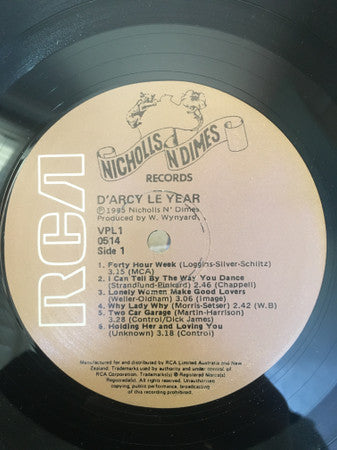 NICHOLLS N' DIMES
RECORDS
RCA
D'ARCY LE YEAR
℗ 1985 Nicholls N' Dimes
Produced by W. Wynyard
VPL1
0514
Side 1
1. Forty Hour Week (Loggins-Silver-Schlitz)
3.15 (MCA)
2. I Can Tell By The Way You Dance
(Strandlund-Pinkard) 2.46 (Chappell)
3. Lonely Women Make Good Lovers
(Weller-Oldham) 3.06 (Image)
4. Why Lady Why (Morris-Setser) 2.42 (W.B)
5. Two Car Garage (Martin-Harrison)
3.28 (Control/Dick James)
6. Holding Her and Loving You
(Unknown) 3.18 (Control)
Manufactured for and distributed by RCA Limited Australia and New
Zealand. Trademarks used by authority and under control, of
RCA Corporation. Trademark(s) ® Registered Marca(s)
Registrada(s). All rights reserved. Unauthorised
copying, public performance, broadcasting
of this recording prohibited.